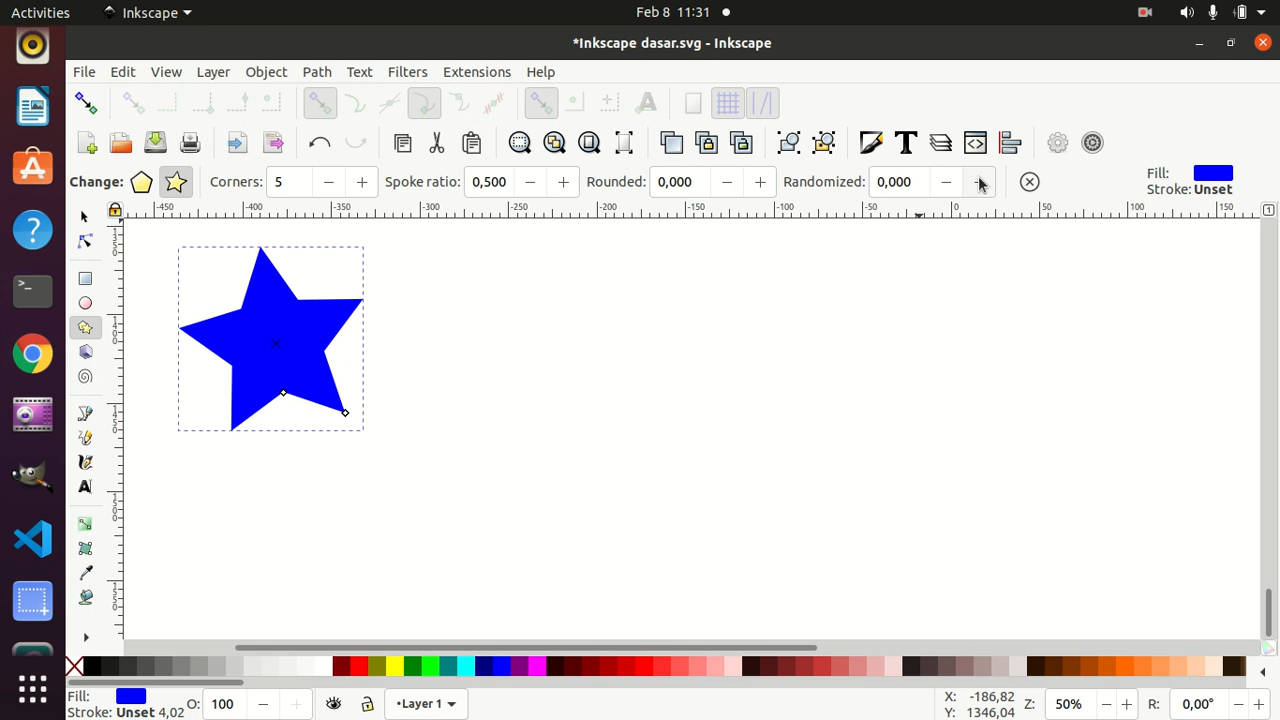 Activities Inkscape Feb 8 11:31
*Inkscape dasar.svg - Inkscape
File Edit View Layer Object Path Text Filters Extensions Help
Change: Corners: 5 Spoke ratio: 0,500 Rounded: 0,000 Randomized: 0,000 Fill:
Stroke: Unset
-450 -400 -350 -300 -250 -200 -150 -100 -50 0 50 100 150
Fill: O: 100 •Layer 1 X: -186,82 Z: 50% R: 0,00°
Stroke: Unset 4,02 Y: 1346,04